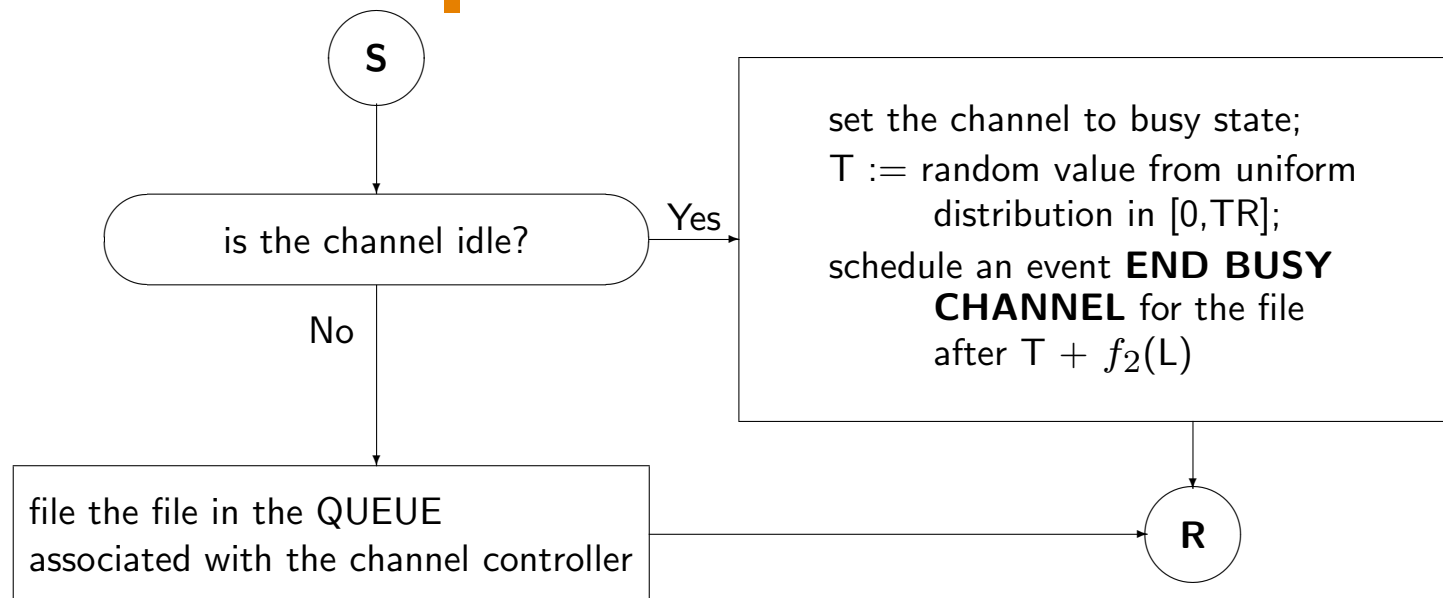 S
is the channel idle?
Yes
set the channel to busy state;
T := random value from uniform
distribution in [0,TR];
schedule an event END BUSY
CHANNEL for the file
after T + f₂(L)
No
file the file in the QUEUE
associated with the channel controller
R